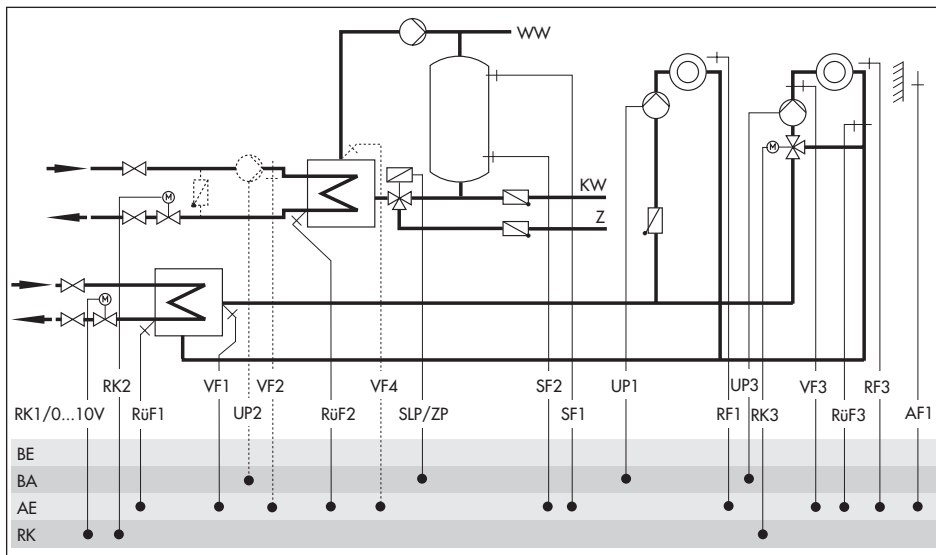 WW
KW
Z
M
M
M
RK1/0...10V
RK2
RüF1
VF1
UP2
VF2
RüF2
VF4
SLP/ZP
SF2
SF1
UP1
RF1
UP3
RK3
VF3
RüF3
RF3
AF1
BE
BA
AE
RK